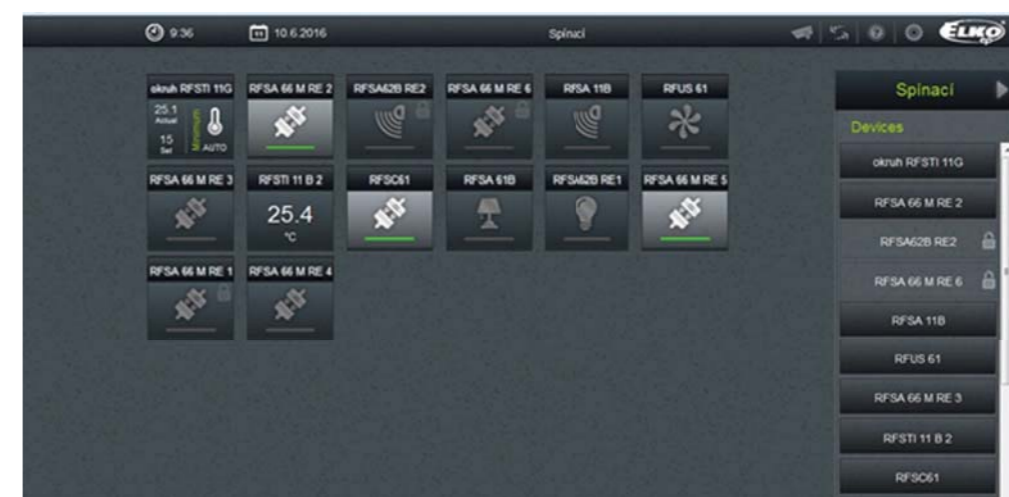 9:36 10.6.2016 Spínací ELKO ep
okruh RFSTI 11G RFSA 66 M RE 2 RFSA62B RE2 RFSA 66 M RE 6 RFSA 11B RFUS 61
25.1
Actual
15
Set
Minimum
AUTO
RFSA 66 M RE 3 RFSTI 11 B 2 RFSC61 RFSA 61B RFSA62B RE1 RFSA 66 M RE 5
25.4
°C
RFSA 66 M RE 1 RFSA 66 M RE 4
Spínací
Devices
okruh RFSTI 11G
RFSA 66 M RE 2
RFSA62B RE2
RFSA 66 M RE 6
RFSA 11B
RFUS 61
RFSA 66 M RE 3
RFSTI 11 B 2
RFSC61